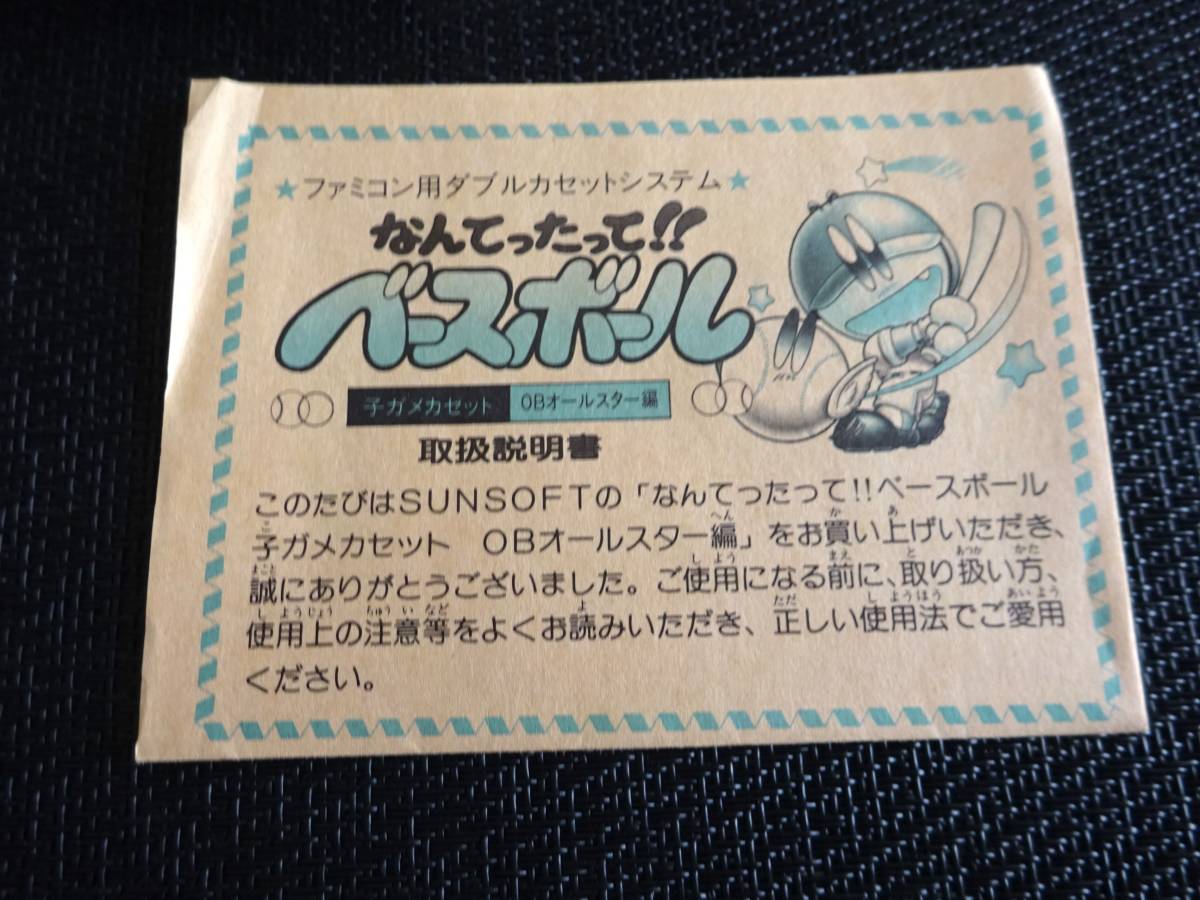 ★ファミコン用ダブルカセットシステム★
なんてったって!!
ベースボール
子ガメカセット OBオールスター編
取扱説明書
このたびはSUNSOFTの「なんてったって!!ベースボール
子ガメカセット OBオールスター編」をお買い上げいただき、
誠にありがとうございました。ご使用になる前に、取り扱い方、
使用上の注意等をよくお読みいただき、正しい使用法でご愛用
ください。